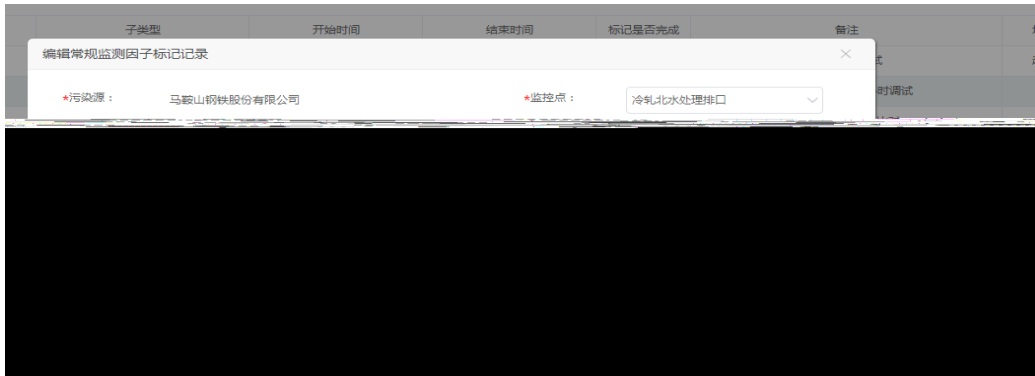 子类型 开始时间 结束时间 标记是否完成 备注
编辑常规监测因子标记记录
*污染源： 马鞍山钢铁股份有限公司 *监控点： 冷轧北水处理排口
时调试